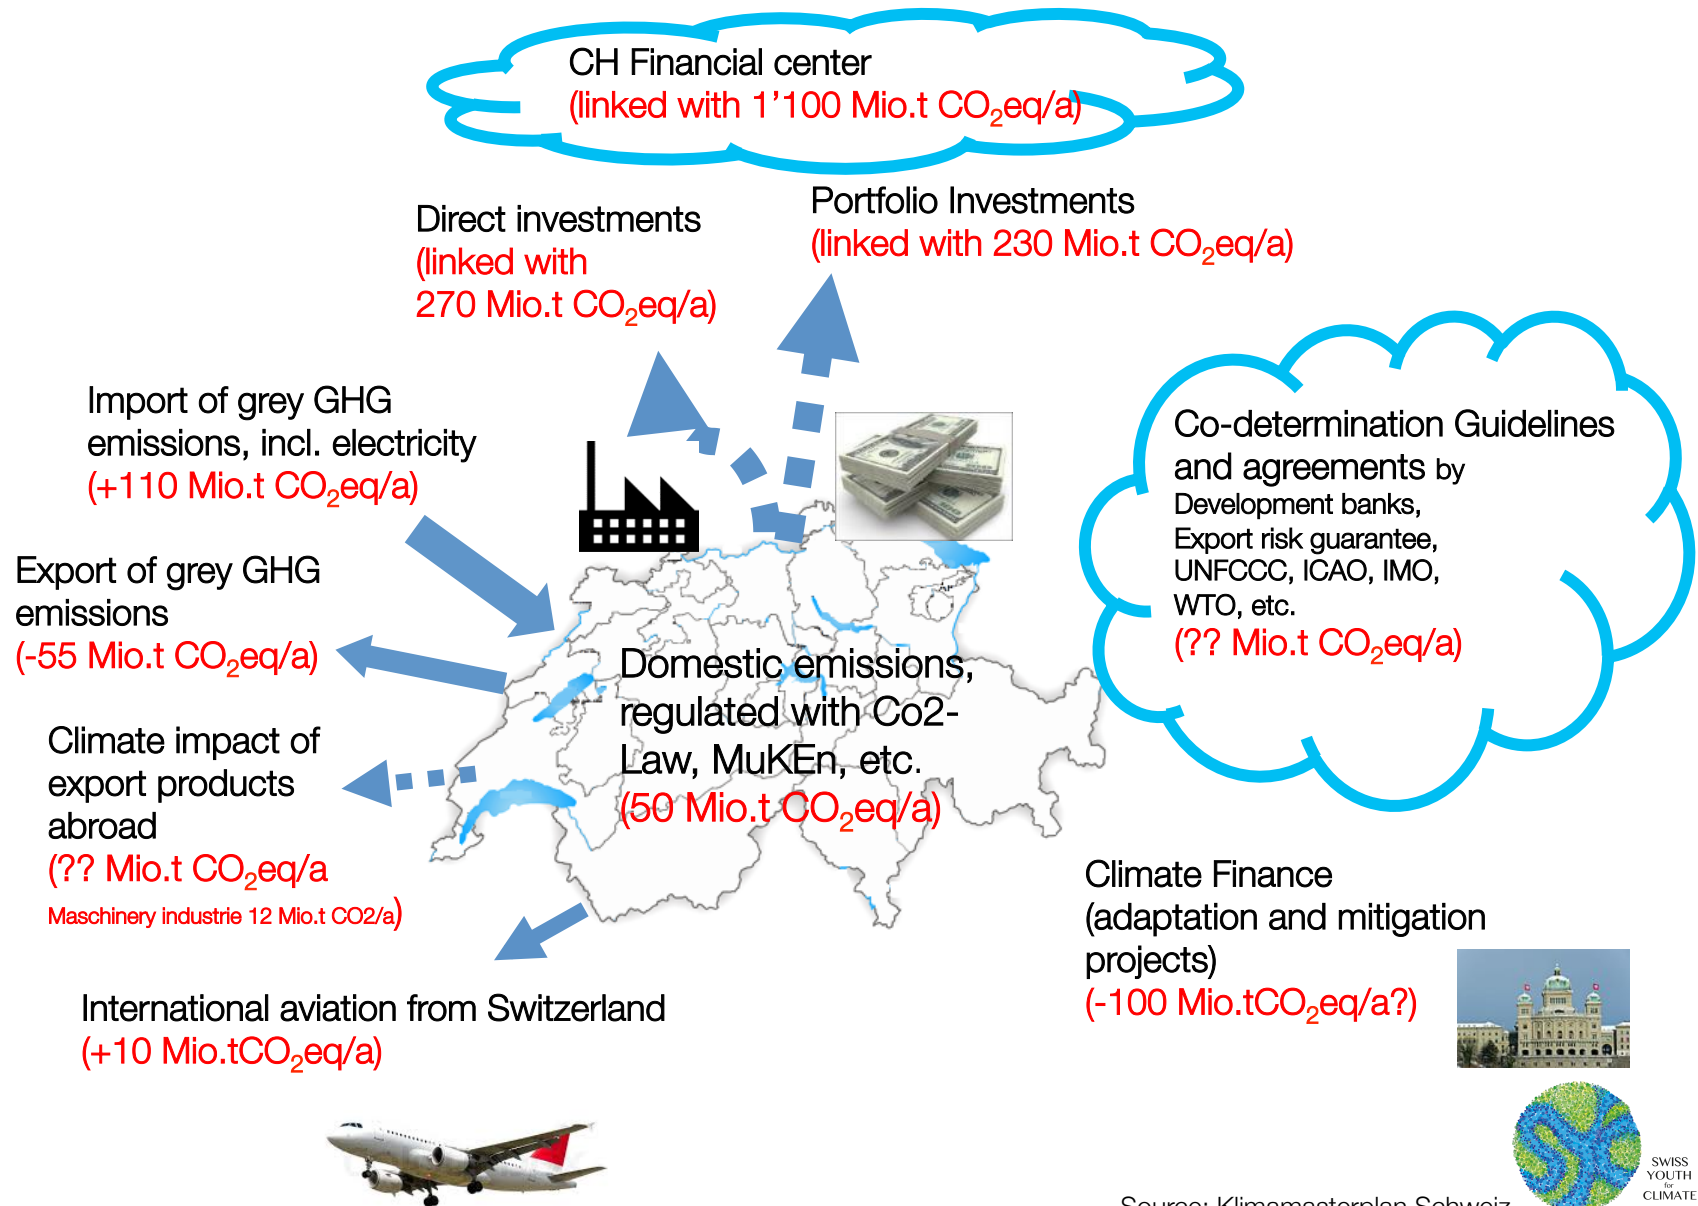 CH Financial center
(linked with 1’100 Mio.t CO₂eq/a)
Direct investments
(linked with
270 Mio.t CO₂eq/a)
Portfolio Investments
(linked with 230 Mio.t CO₂eq/a)
Import of grey GHG
emissions, incl. electricity
(+110 Mio.t CO₂eq/a)
Co-determination Guidelines
and agreements by
Development banks,
Export risk guarantee,
UNFCCC, ICAO, IMO,
WTO, etc.
(?? Mio.t CO₂eq/a)
Export of grey GHG
emissions
(-55 Mio.t CO₂eq/a)
Domestic emissions,
regulated with Co2-
Law, MuKEn, etc.
(50 Mio.t CO₂eq/a)
Climate impact of
export products
abroad
(?? Mio.t CO₂eq/a
Maschinery industrie 12 Mio.t CO2/a)
Climate Finance
(adaptation and mitigation
projects)
(-100 Mio.tCO₂eq/a?)
International aviation from Switzerland
(+10 Mio.tCO₂eq/a)
SWISS
YOUTH
for
CLIMATE
Source: Klimamasterplan Schweiz